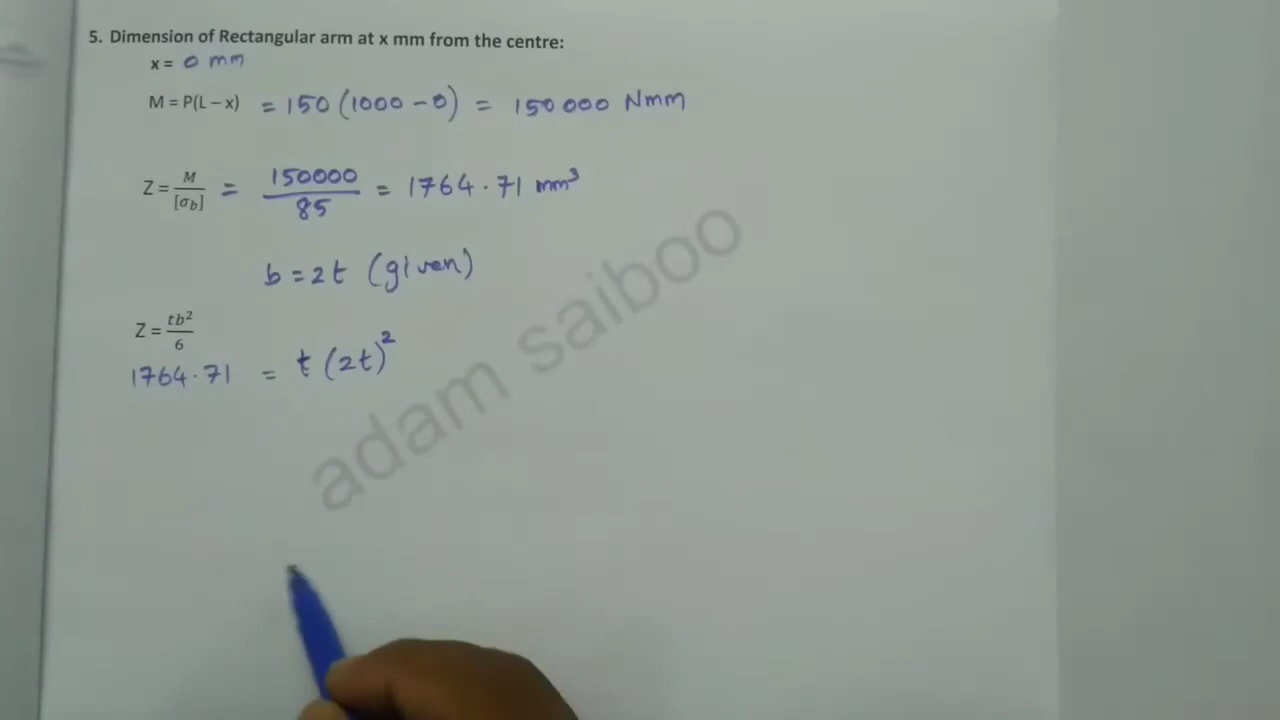 5. Dimension of Rectangular arm at x mm from the centre:
x = 0 mm
M = P(L – x) = 150 (1000 - 0) = 150 000 Nmm
Z = M/[σb] = 150000/85 = 1764.71 mm³
b = 2t (given)
Z = tb²/6
1764.71 = t (2t)²
adam saiboo